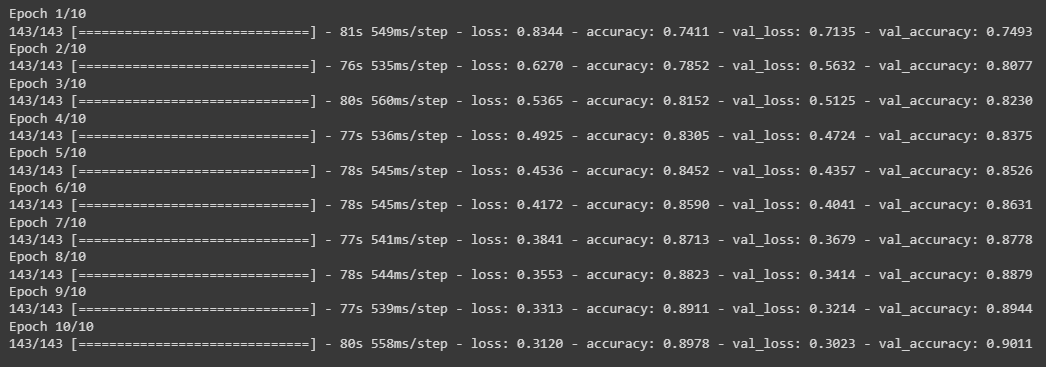 Epoch 1/10
143/143 [==============================] - 81s 549ms/step - loss: 0.8344 - accuracy: 0.7411 - val_loss: 0.7135 - val_accuracy: 0.7493
Epoch 2/10
143/143 [==============================] - 76s 535ms/step - loss: 0.6270 - accuracy: 0.7852 - val_loss: 0.5632 - val_accuracy: 0.8077
Epoch 3/10
143/143 [==============================] - 80s 560ms/step - loss: 0.5365 - accuracy: 0.8152 - val_loss: 0.5125 - val_accuracy: 0.8230
Epoch 4/10
143/143 [==============================] - 77s 536ms/step - loss: 0.4925 - accuracy: 0.8305 - val_loss: 0.4724 - val_accuracy: 0.8375
Epoch 5/10
143/143 [==============================] - 78s 545ms/step - loss: 0.4536 - accuracy: 0.8452 - val_loss: 0.4357 - val_accuracy: 0.8526
Epoch 6/10
143/143 [==============================] - 78s 545ms/step - loss: 0.4172 - accuracy: 0.8590 - val_loss: 0.4041 - val_accuracy: 0.8631
Epoch 7/10
143/143 [==============================] - 77s 541ms/step - loss: 0.3841 - accuracy: 0.8713 - val_loss: 0.3679 - val_accuracy: 0.8778
Epoch 8/10
143/143 [==============================] - 78s 544ms/step - loss: 0.3553 - accuracy: 0.8823 - val_loss: 0.3414 - val_accuracy: 0.8879
Epoch 9/10
143/143 [==============================] - 77s 539ms/step - loss: 0.3313 - accuracy: 0.8911 - val_loss: 0.3214 - val_accuracy: 0.8944
Epoch 10/10
143/143 [==============================] - 80s 558ms/step - loss: 0.3120 - accuracy: 0.8978 - val_loss: 0.3023 - val_accuracy: 0.9011